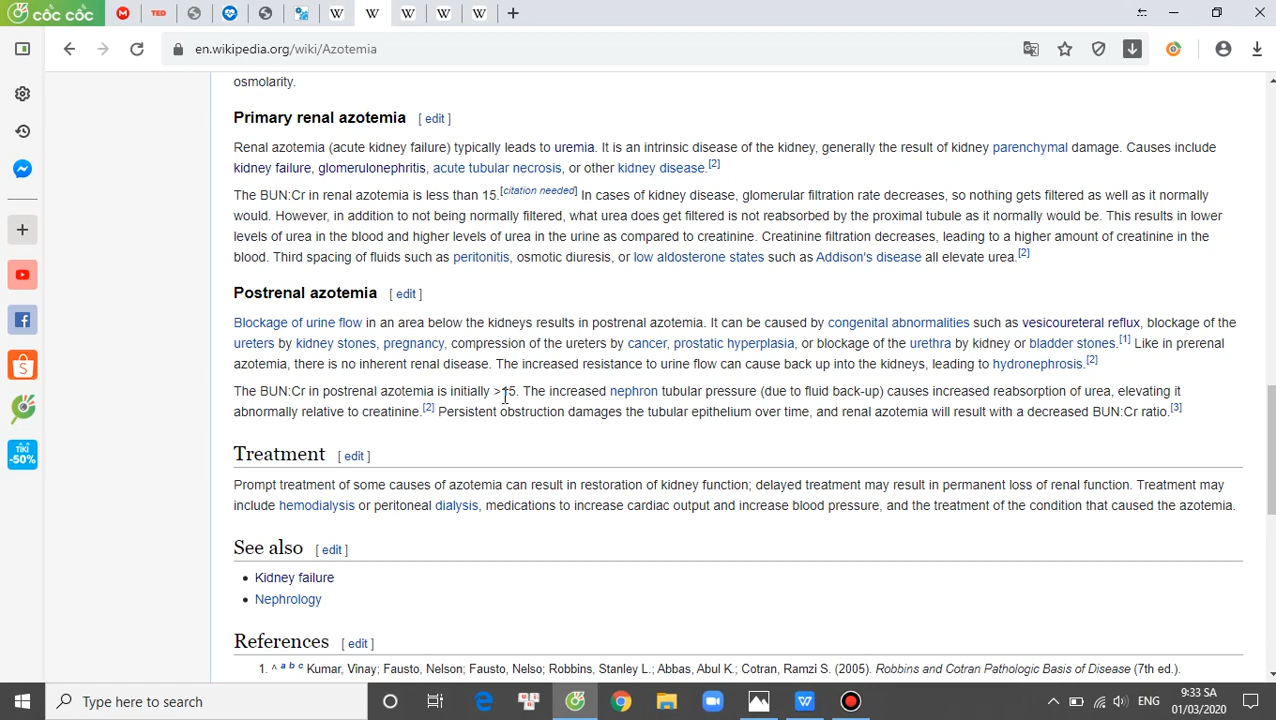 CỐC CỐC
M
TED
W
W
W
W
W
+
en.wikipedia.org/wiki/Azotemia
osmolarity.
Primary renal azotemia [ edit ]
Renal azotemia (acute kidney failure) typically leads to uremia. It is an intrinsic disease of the kidney, generally the result of kidney parenchymal damage. Causes include
kidney failure, glomerulonephritis, acute tubular necrosis, or other kidney disease.[2]
The BUN:Cr in renal azotemia is less than 15.[citation needed] In cases of kidney disease, glomerular filtration rate decreases, so nothing gets filtered as well as it normally
would. However, in addition to not being normally filtered, what urea does get filtered is not reabsorbed by the proximal tubule as it normally would be. This results in lower
levels of urea in the blood and higher levels of urea in the urine as compared to creatinine. Creatinine filtration decreases, leading to a higher amount of creatinine in the
blood. Third spacing of fluids such as peritonitis, osmotic diuresis, or low aldosterone states such as Addison's disease all elevate urea.[2]
Postrenal azotemia [ edit ]
Blockage of urine flow in an area below the kidneys results in postrenal azotemia. It can be caused by congenital abnormalities such as vesicoureteral reflux, blockage of the
ureters by kidney stones, pregnancy, compression of the ureters by cancer, prostatic hyperplasia, or blockage of the urethra by kidney or bladder stones.[1] Like in prerenal
azotemia, there is no inherent renal disease. The increased resistance to urine flow can cause back up into the kidneys, leading to hydronephrosis.[2]
The BUN:Cr in postrenal azotemia is initially >15. The increased nephron tubular pressure (due to fluid back-up) causes increased reabsorption of urea, elevating it
abnormally relative to creatinine.[2] Persistent obstruction damages the tubular epithelium over time, and renal azotemia will result with a decreased BUN:Cr ratio.[3]
Treatment [ edit ]
Prompt treatment of some causes of azotemia can result in restoration of kidney function; delayed treatment may result in permanent loss of renal function. Treatment may
include hemodialysis or peritoneal dialysis, medications to increase cardiac output and increase blood pressure, and the treatment of the condition that caused the azotemia.
See also [ edit ]
• Kidney failure
• Nephrology
References [ edit ]
1. ^ a b c Kumar, Vinay; Fausto, Nelson; Fausto, Nelso; Robbins, Stanley L.; Abbas, Abul K.; Cotran, Ramzi S. (2005). Robbins and Cotran Pathologic Basis of Disease (7th ed.).
TIKI
-50%
Type here to search
W
ENG
9:33 SA
01/03/2020